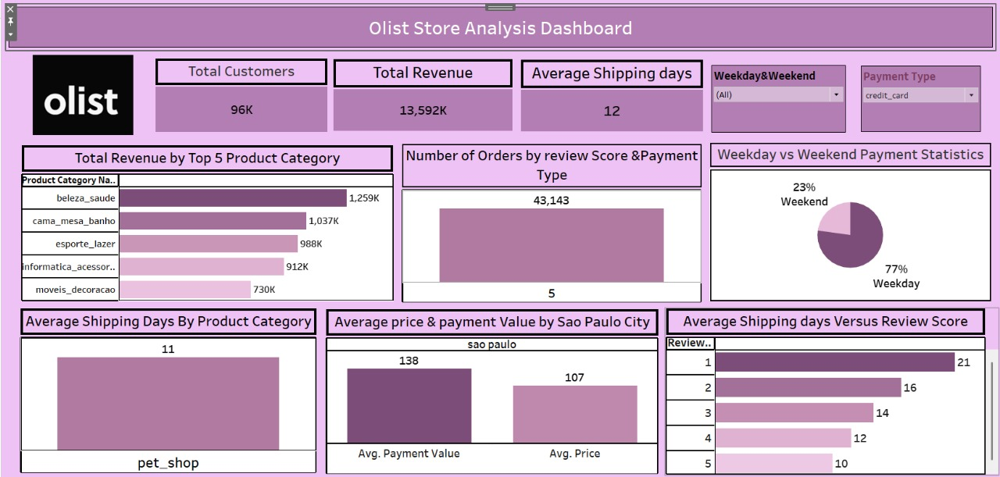 Olist Store Analysis Dashboard
olist
Total Customers
96K
Total Revenue
13,592K
Average Shipping days
12
Weekday&Weekend
(All)
Payment Type
credit_card
Total Revenue by Top 5 Product Category
Product Category Na..
beleza_saude
1,259K
cama_mesa_banho
1,037K
esporte_lazer
988K
informatica_acessor..
912K
moveis_decoracao
730K
Number of Orders by review Score &Payment
Type
43,143
5
Weekday vs Weekend Payment Statistics
23%
Weekend
77%
Weekday
Average Shipping Days By Product Category
11
pet_shop
Average price & payment Value by Sao Paulo City
sao paulo
138
107
Avg. Payment Value
Avg. Price
Average Shipping days Versus Review Score
Review..
1
21
2
16
3
14
4
12
5
10